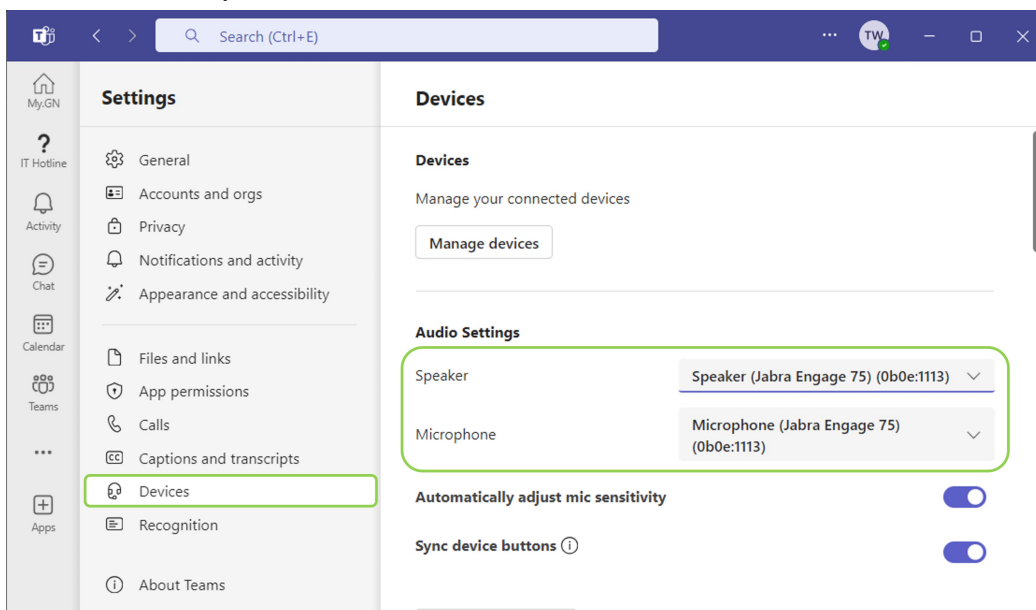 Search (Ctrl+E)
TW
My.GN
IT Hotline
Activity
Chat
Calendar
Teams
Apps
Settings
General
Accounts and orgs
Privacy
Notifications and activity
Appearance and accessibility
Files and links
App permissions
Calls
CC
Captions and transcripts
Devices
Recognition
About Teams
Devices
Devices
Manage your connected devices
Manage devices
Audio Settings
Speaker
Speaker (Jabra Engage 75) (0b0e:1113)
Microphone
Microphone (Jabra Engage 75)
(0b0e:1113)
Automatically adjust mic sensitivity
Sync device buttons